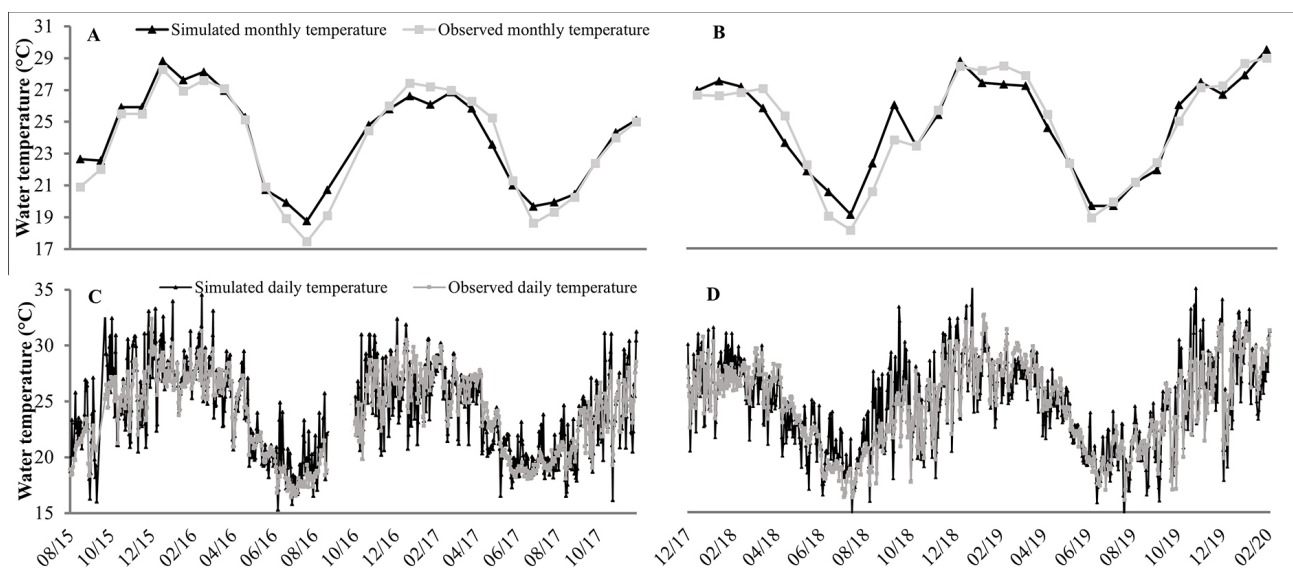 A
Simulated monthly temperature
Observed monthly temperature
B
Water temperature (°C)
31
29
27
25
23
21
19
17
C
Simulated daily temperature
Observed daily temperature
D
Water temperature (°C)
35
30
25
20
15
08/15 10/15 12/15 02/16 04/16 06/16 08/16 10/16 12/16 02/17 04/17 06/17 08/17 10/17
12/17 02/18 04/18 06/18 08/18 10/18 12/18 02/19 04/19 06/19 08/19 10/19 12/19 02/20